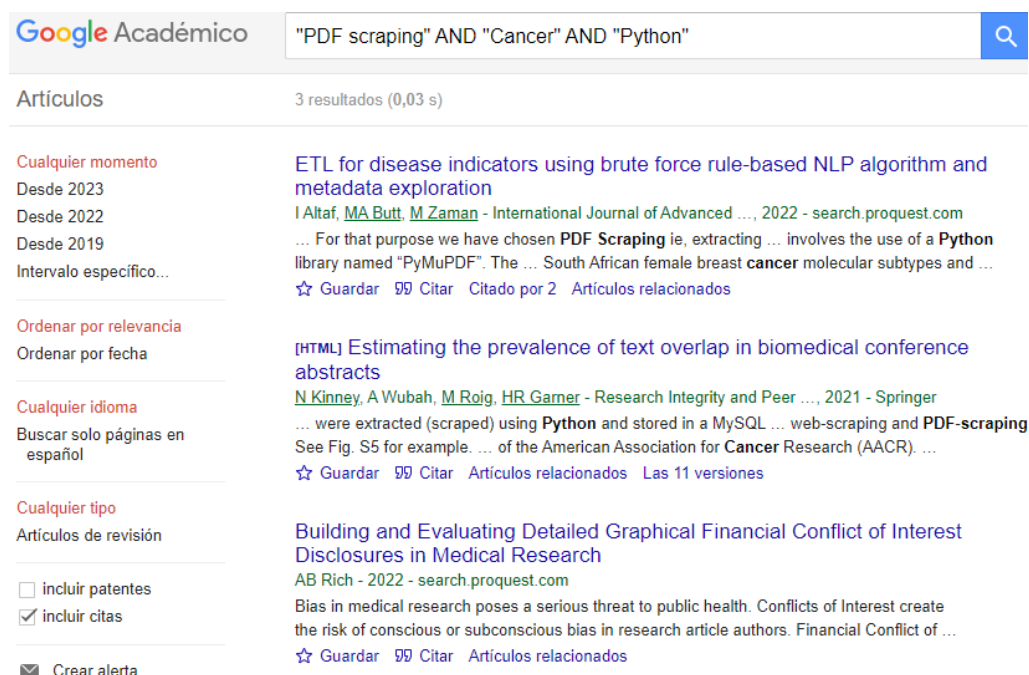 Google Académico
"PDF scraping" AND "Cancer" AND "Python"
Artículos
3 resultados (0,03 s)
Cualquier momento
Desde 2023
Desde 2022
Desde 2019
Intervalo específico...
Ordenar por relevancia
Ordenar por fecha
Cualquier idioma
Buscar solo páginas en
español
Cualquier tipo
Artículos de revisión
incluir patentes
incluir citas
Crear alerta
ETL for disease indicators using brute force rule-based NLP algorithm and
metadata exploration
I Altaf, MA Butt, M Zaman - International Journal of Advanced …, 2022 - search.proquest.com
… For that purpose we have chosen PDF Scraping ie, extracting … involves the use of a Python
library named “PyMuPDF”. The … South African female breast cancer molecular subtypes and …
Guardar Citar Citado por 2 Artículos relacionados
[HTML] Estimating the prevalence of text overlap in biomedical conference
abstracts
N Kinney, A Wubah, M Roig, HR Garner - Research Integrity and Peer …, 2021 - Springer
… were extracted (scraped) using Python and stored in a MySQL … web-scraping and PDF-scraping
See Fig. S5 for example. … of the American Association for Cancer Research (AACR). …
Guardar Citar Artículos relacionados Las 11 versiones
Building and Evaluating Detailed Graphical Financial Conflict of Interest
Disclosures in Medical Research
AB Rich - 2022 - search.proquest.com
Bias in medical research poses a serious threat to public health. Conflicts of Interest create
the risk of conscious or subconscious bias in research article authors. Financial Conflict of …
Guardar Citar Artículos relacionados